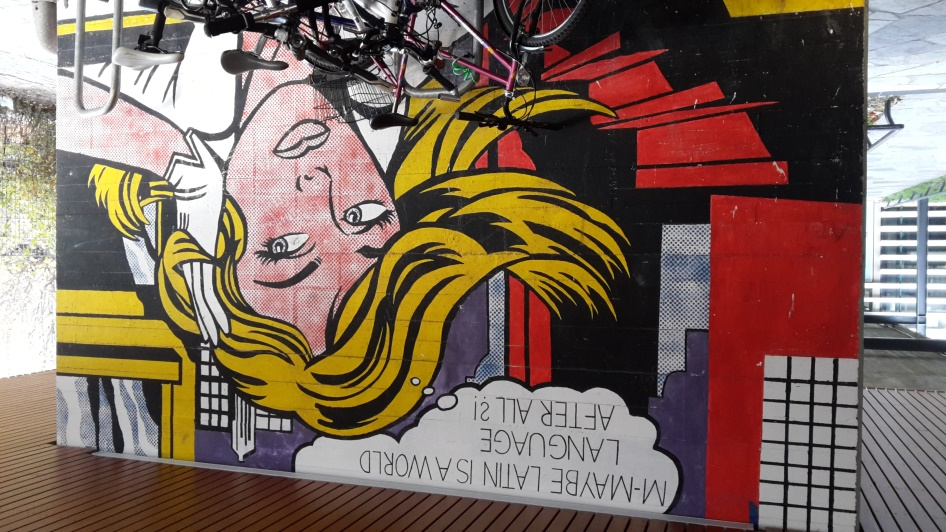 M-MAYBE LATIN IS A WORLD
LANGUAGE
AFTER ALL ?!